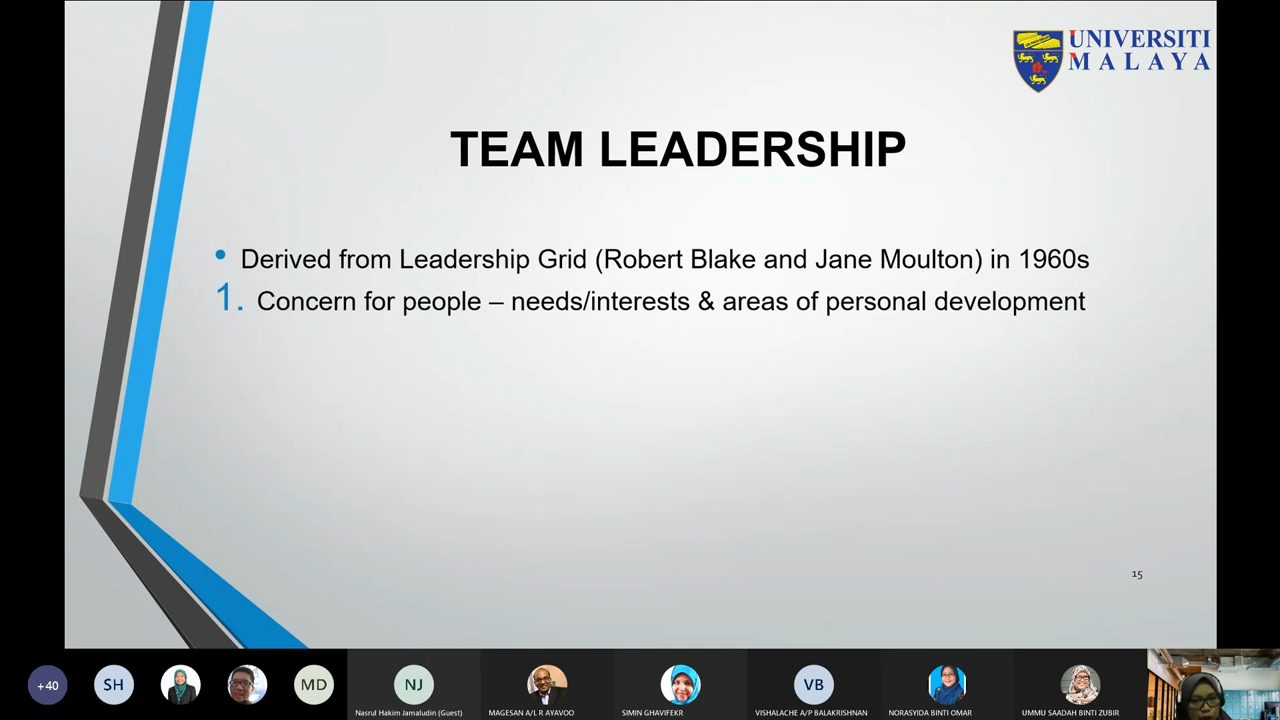 UNIVERSITI
MALAYA
TEAM LEADERSHIP
• Derived from Leadership Grid (Robert Blake and Jane Moulton) in 1960s
1. Concern for people – needs/interests & areas of personal development
15
+40
SH
MD
NJ
Nasrul Hakim Jamaludin (Guest)
MAGESAN A/L R AYAVOO
SIMIN GHAVIFEKR
VB
VISHALACHE A/P BALAKRISHNAN
NORASYIDA BINTI OMAR
UMMU SAADAH BINTI ZUBIR